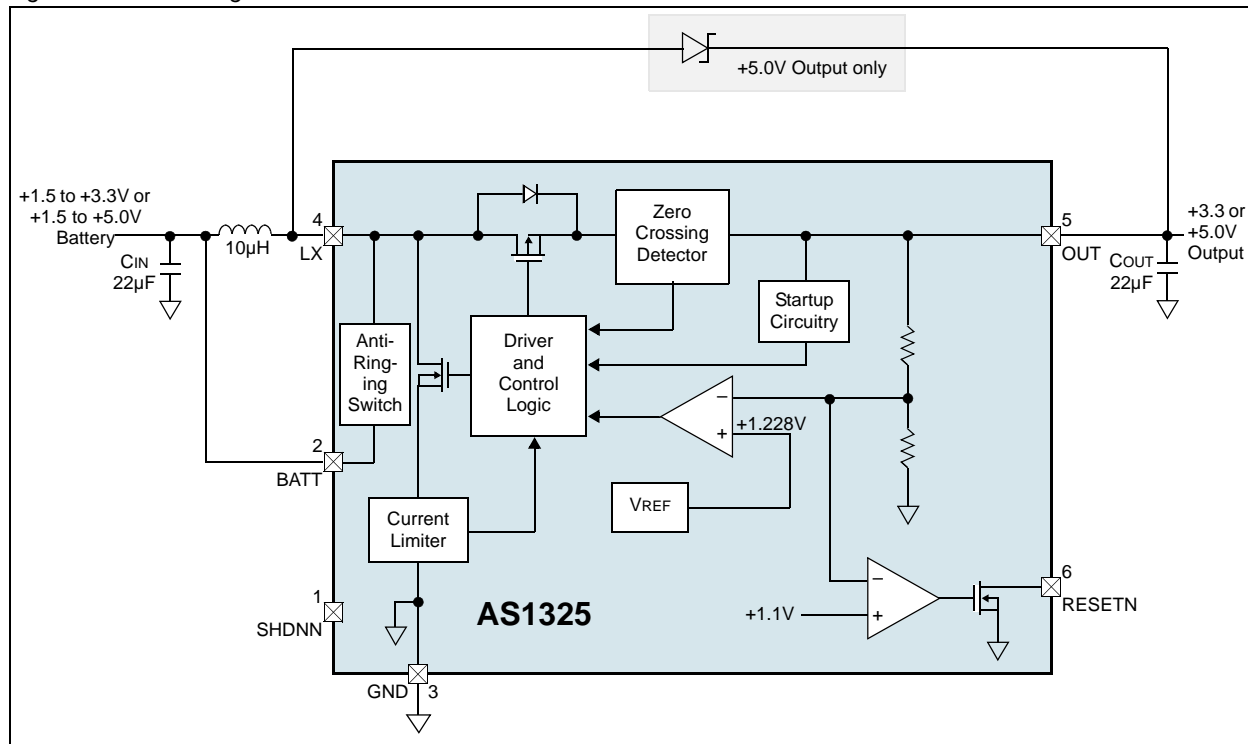 +5.0V Output only
+1.5 to +3.3V or
+1.5 to +5.0V
Battery
CIN
22µF
10µH
4
LX
Zero
Crossing
Detector
5
OUT
+3.3 or
+5.0V
Output
COUT
22µF
Startup
Circuitry
Anti-
Ring-
ing
Switch
Driver
and
Control
Logic
–
+
+1.228V
2
BATT
VREF
Current
Limiter
1
SHDNN
AS1325
+1.1V
–
+
6
RESETN
GND
3